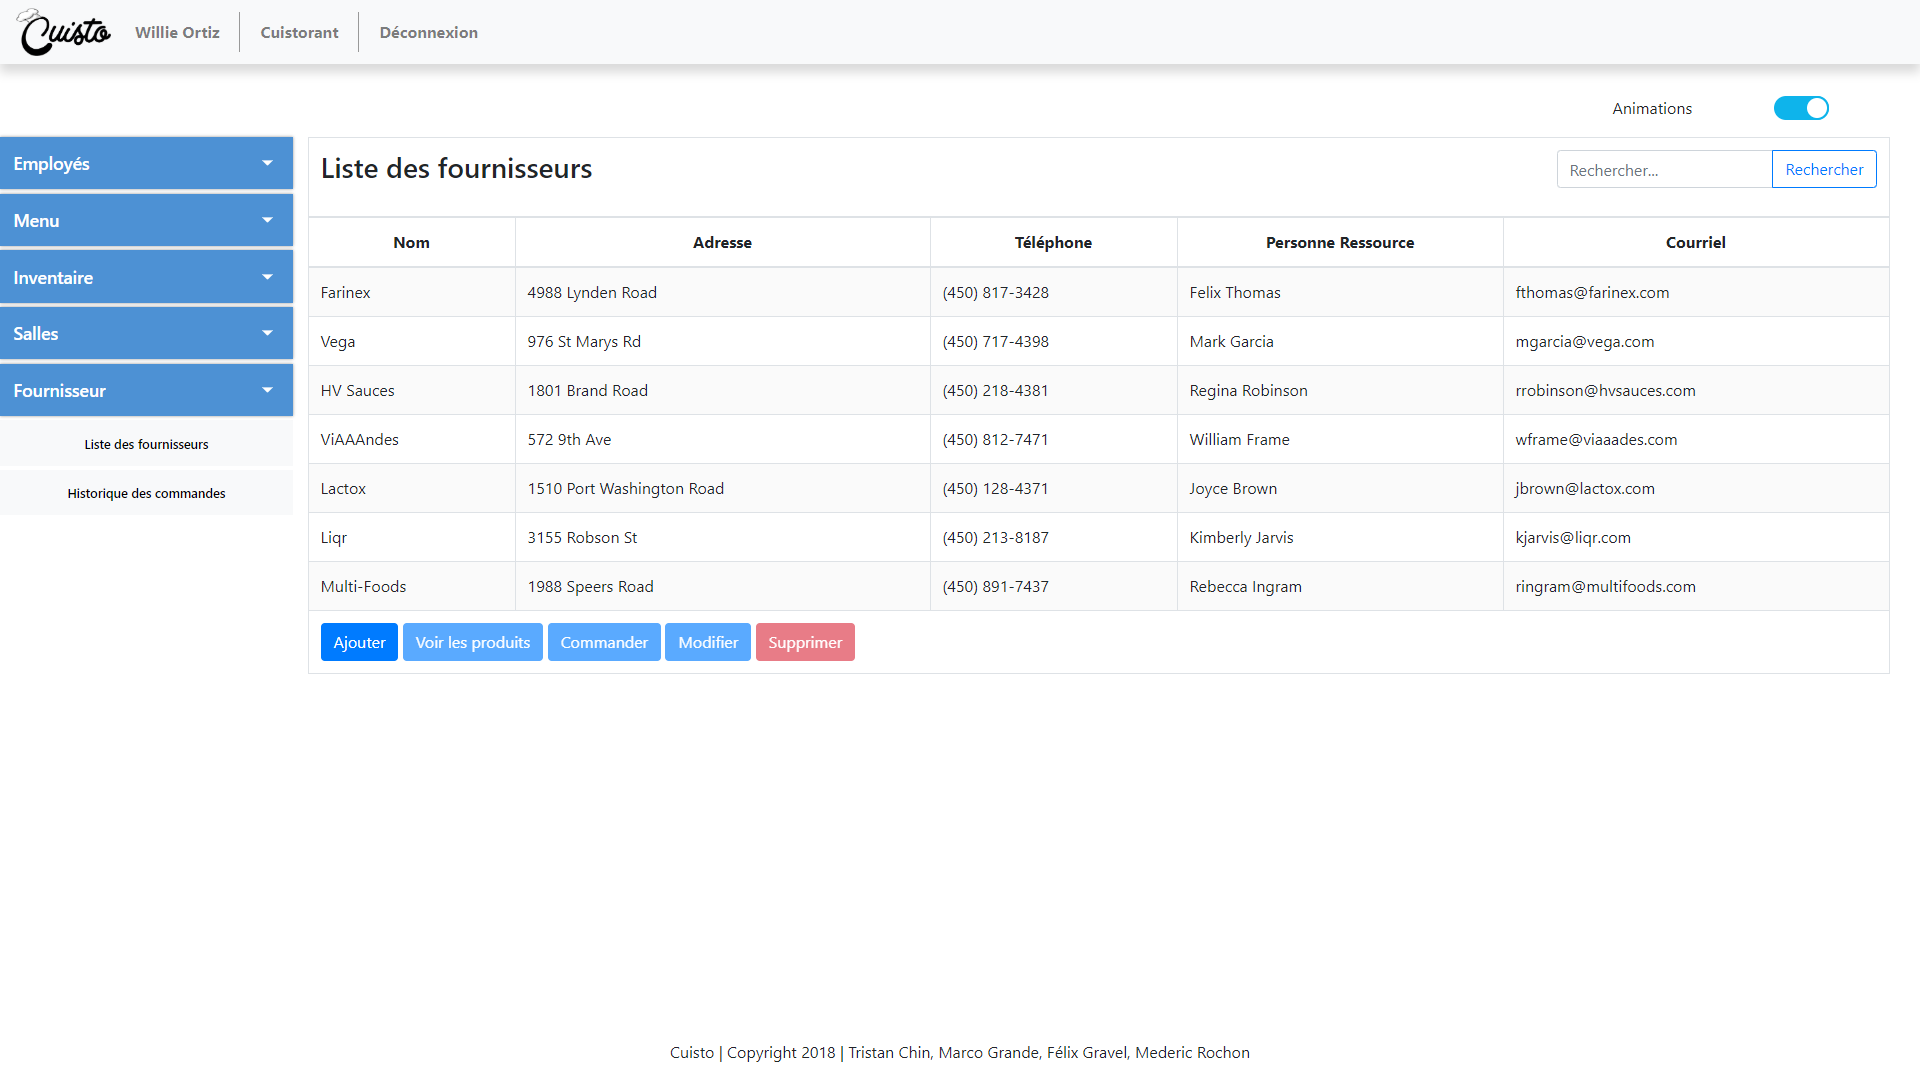 Cuisto Willie Ortiz Cuistorant Déconnexion
Animations
Employés
Menu
Inventaire
Salles
Fournisseur
Liste des fournisseurs
Historique des commandes
Liste des fournisseurs Rechercher... Rechercher
Nom Adresse Téléphone Personne Ressource Courriel
Farinex 4988 Lynden Road (450) 817-3428 Felix Thomas fthomas@farinex.com
Vega 976 St Marys Rd (450) 717-4398 Mark Garcia mgarcia@vega.com
HV Sauces 1801 Brand Road (450) 218-4381 Regina Robinson rrobinson@hvsauces.com
ViAAAndes 572 9th Ave (450) 812-7471 William Frame wframe@viaaades.com
Lactox 1510 Port Washington Road (450) 128-4371 Joyce Brown jbrown@lactox.com
Liqr 3155 Robson St (450) 213-8187 Kimberly Jarvis kjarvis@liqr.com
Multi-Foods 1988 Speers Road (450) 891-7437 Rebecca Ingram ringram@multifoods.com
Ajouter Voir les produits Commander Modifier Supprimer
Cuisto | Copyright 2018 | Tristan Chin, Marco Grande, Félix Gravel, Mederic Rochon